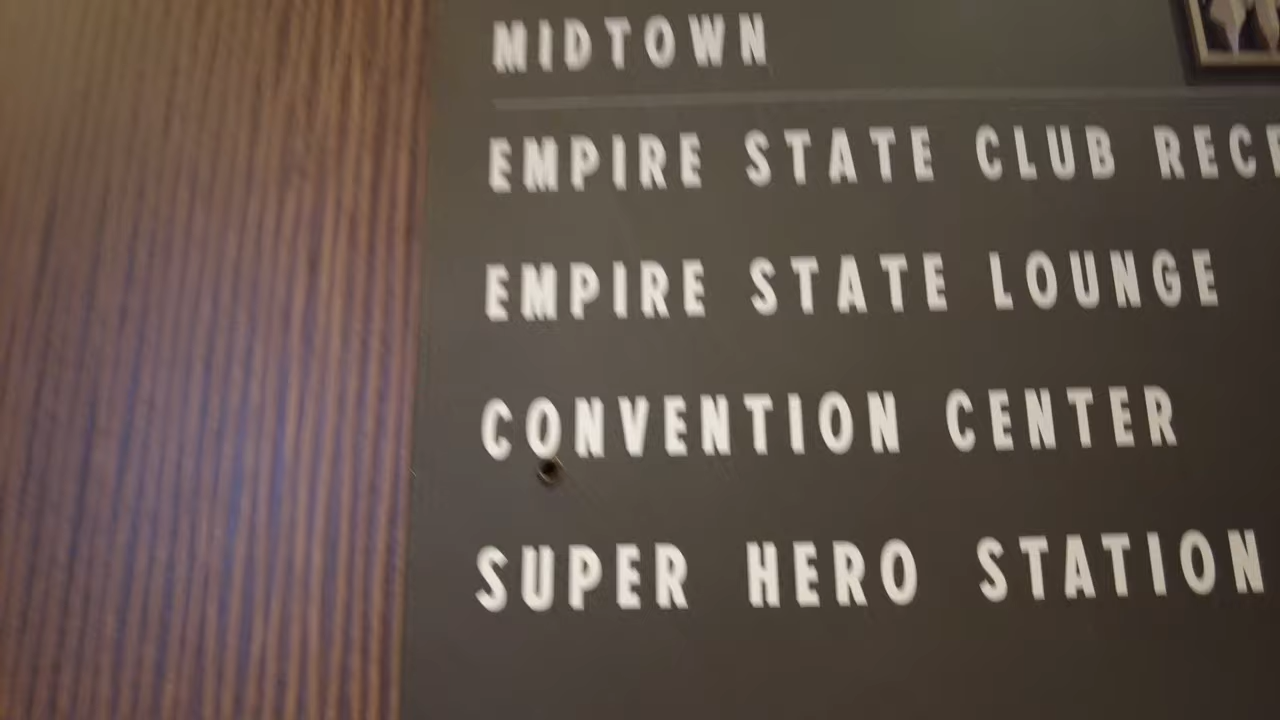 MIDTOWN
EMPIRE STATE CLUB
EMPIRE STATE LOUNGE
CONVENTION CENTER
SUPER HERO STATION